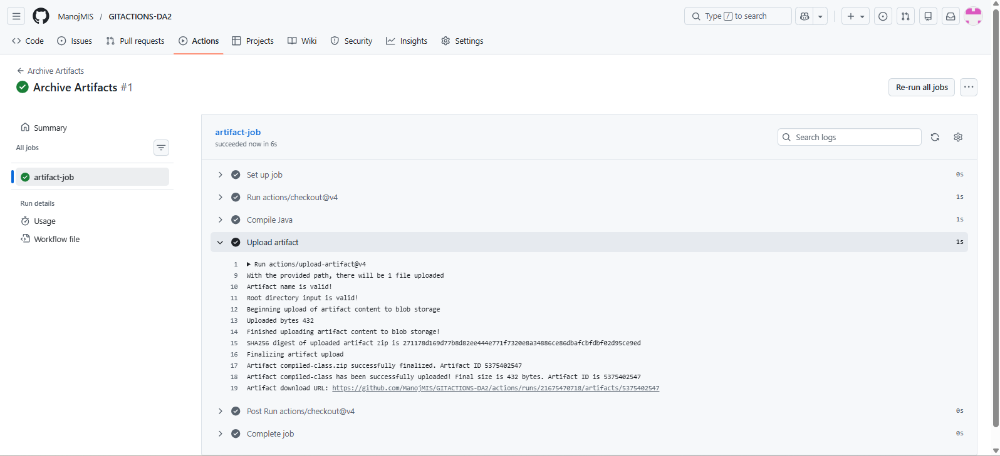 ManojMIS / GITACTIONS-DA2
Type / to search
Code Issues Pull requests Actions Projects Wiki Security Insights Settings
Archive Artifacts
Archive Artifacts #1
Re-run all jobs
Summary
All jobs
artifact-job
Run details
Usage
Workflow file
artifact-job
succeeded now in 6s
Search logs
Set up job 0s
Run actions/checkout@v4 1s
Compile Java 1s
Upload artifact 1s
1 Run actions/upload-artifact@v4
9 With the provided path, there will be 1 file uploaded
10 Artifact name is valid!
11 Root directory input is valid!
12 Beginning upload of artifact content to blob storage
13 Uploaded bytes 432
14 Finished uploading artifact content to blob storage!
15 SHA256 digest of uploaded artifact zip is 271178d169d77b8d82ee444e771f7320e8a34886ce86dbafcbfdbf02d95ce9ed
16 Finalizing artifact upload
17 Artifact compiled-class.zip successfully finalized. Artifact ID 5375402547
18 Artifact compiled-class has been successfully uploaded! Final size is 432 bytes. Artifact ID is 5375402547
19 Artifact download URL: https://github.com/ManojMIS/GITACTIONS-DA2/actions/runs/21675470718/artifacts/5375402547
Post Run actions/checkout@v4 0s
Complete job 0s